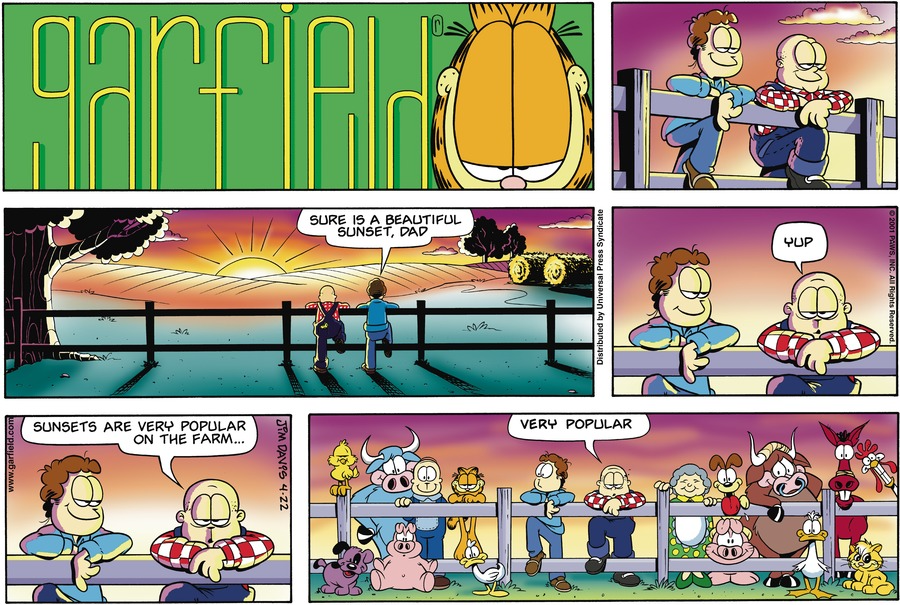 garfield
®
SURE IS A BEAUTIFUL
SUNSET, DAD
Distributed by Universal Press Syndicate
YUP
© 2001 PAWS, INC. All Rights Reserved.
www.garfield.com
SUNSETS ARE VERY POPULAR
ON THE FARM...
JIM DAVIS 4-22
VERY POPULAR